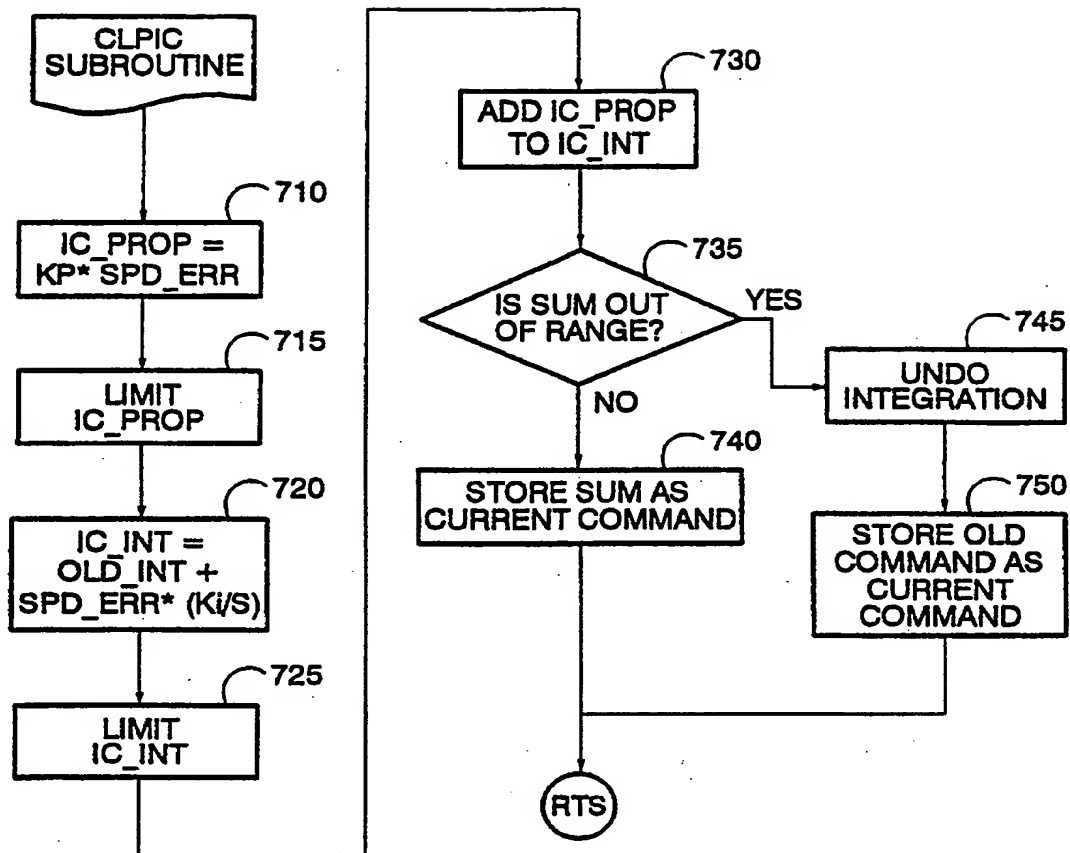 CLPIC
SUBROUTINE
710
IC_PROP =
KP* SPD_ERR
715
LIMIT
IC_PROP
720
IC_INT =
OLD_INT +
SPD_ERR* (Ki/S)
725
LIMIT
IC_INT
730
ADD IC_PROP
TO IC_INT
735
IS SUM OUT
OF RANGE?
YES
NO
740
STORE SUM AS
CURRENT COMMAND
745
UNDO
INTEGRATION
750
STORE OLD
COMMAND AS
CURRENT
COMMAND
RTS